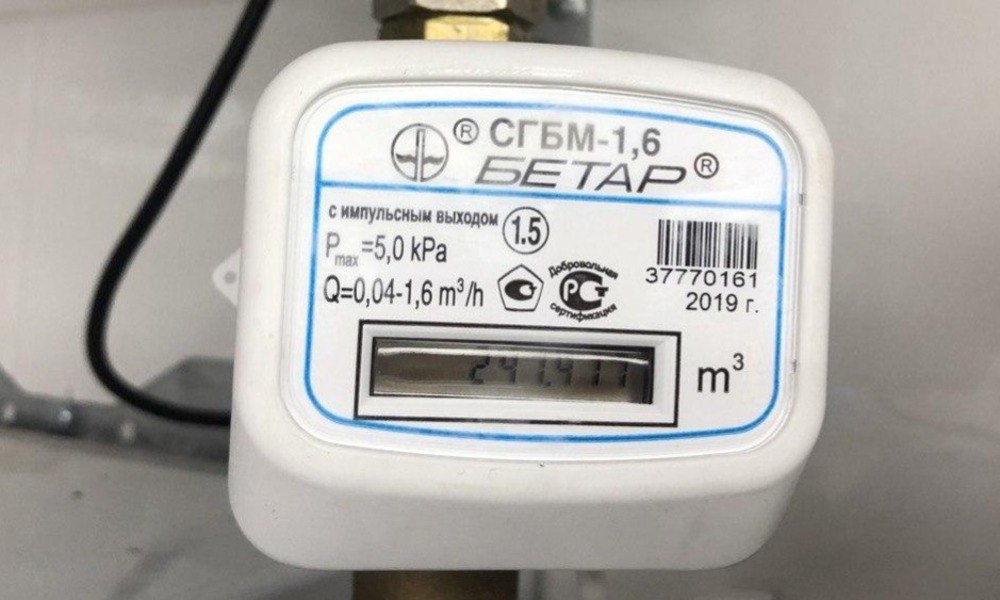 ® СГБМ-1,6
БЕТАР®
с импульсным выходом 1.5
Pmax=5,0 kPa
Q=0,04-1,6 m³/h
Добровольная
РСТ
сертификация
37770161
2019 г.
m³